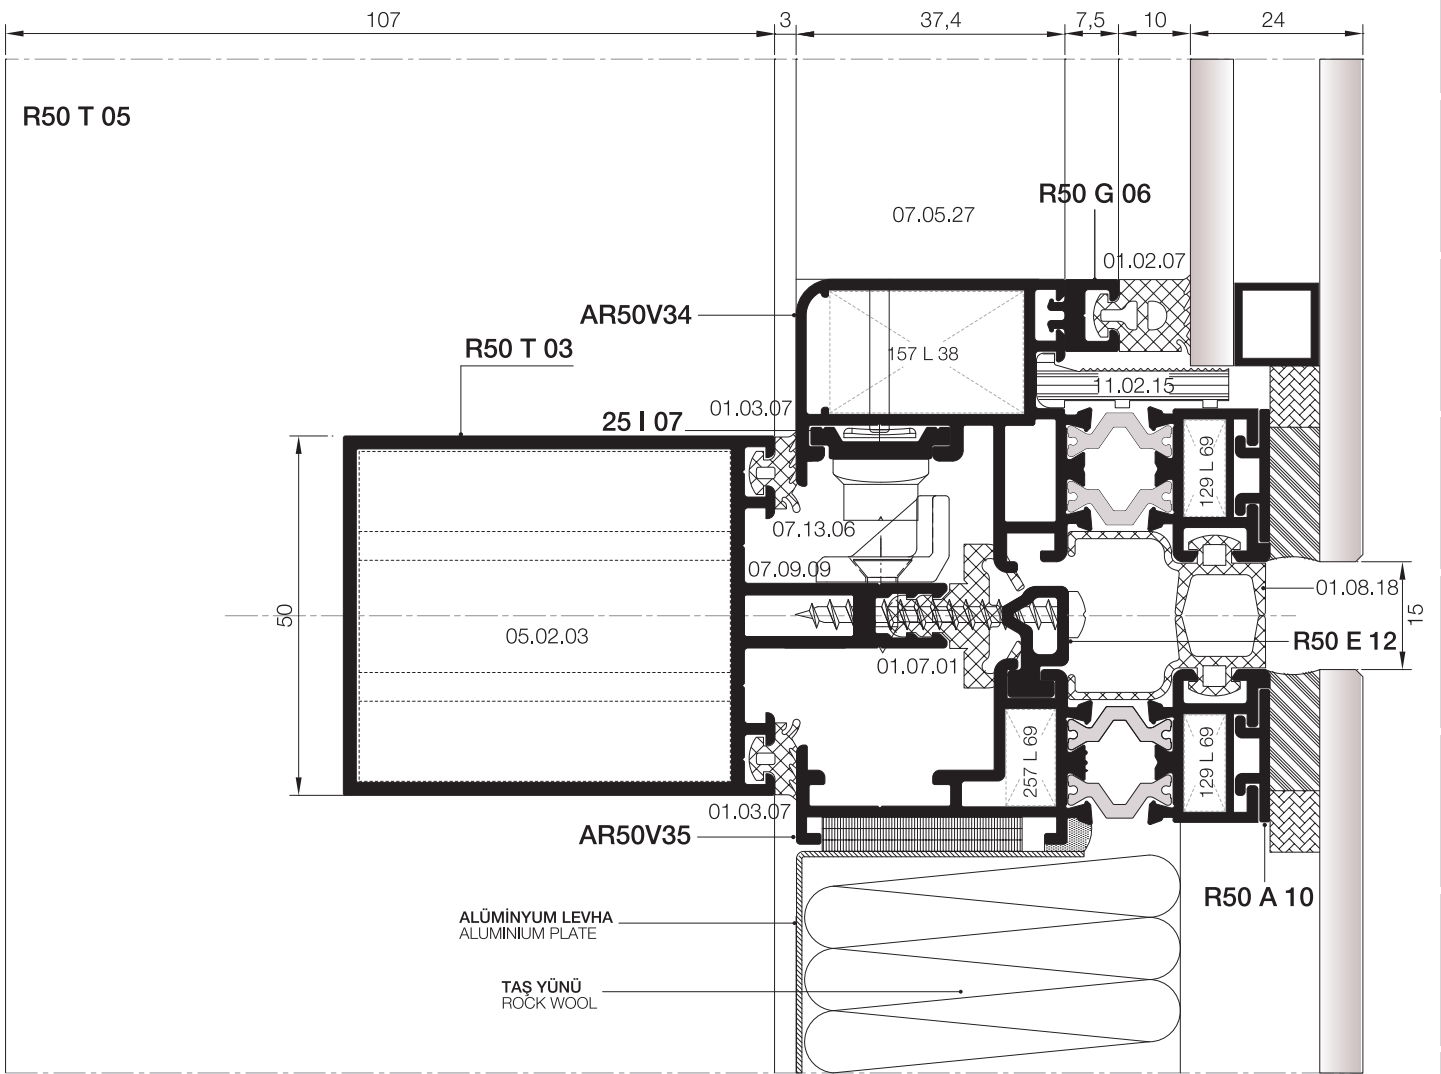 107
3
37,4
7,5
10
24
R50 T 05
R50 G 06
07.05.27
01.02.07
AR50V34
R50 T 03
157 L 38
11.02.15
01.03.07
25 I 07
129 L 69
07.13.06
07.09.09
01.08.18
50
15
05.02.03
R50 E 12
01.07.01
257 L 69
129 L 69
01.03.07
AR50V35
R50 A 10
ALÜMİNYUM LEVHA
ALUMINIUM PLATE
TAŞ YÜNÜ
ROCK WOOL